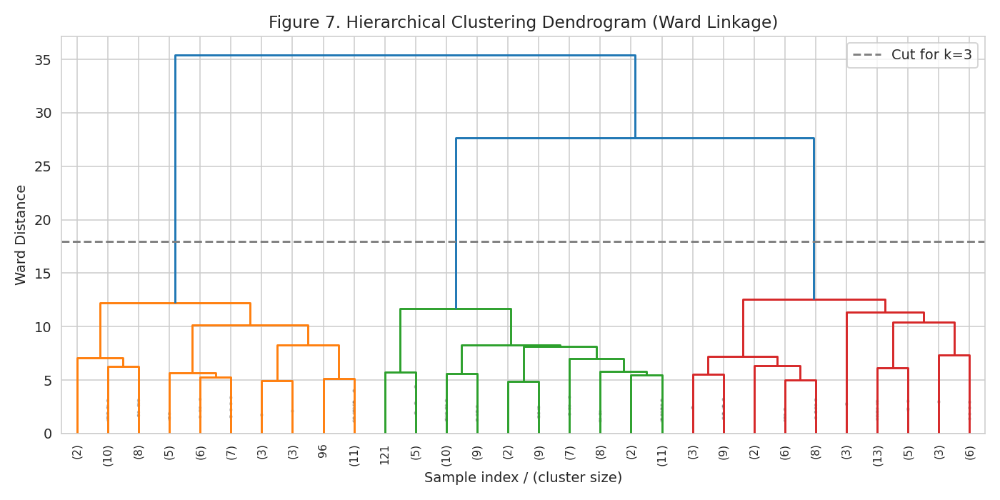 Figure 7. Hierarchical Clustering Dendrogram (Ward Linkage)
Cut for k=3
Ward Distance
35
30
25
20
15
10
5
0
(2) (10) (8) (5) (6) (7) (3) (3) 96 (11) 121 (5) (10) (9) (2) (9) (7) (8) (2) (11) (3) (9) (2) (6) (8) (3) (13) (5) (3) (6)
Sample index / (cluster size)